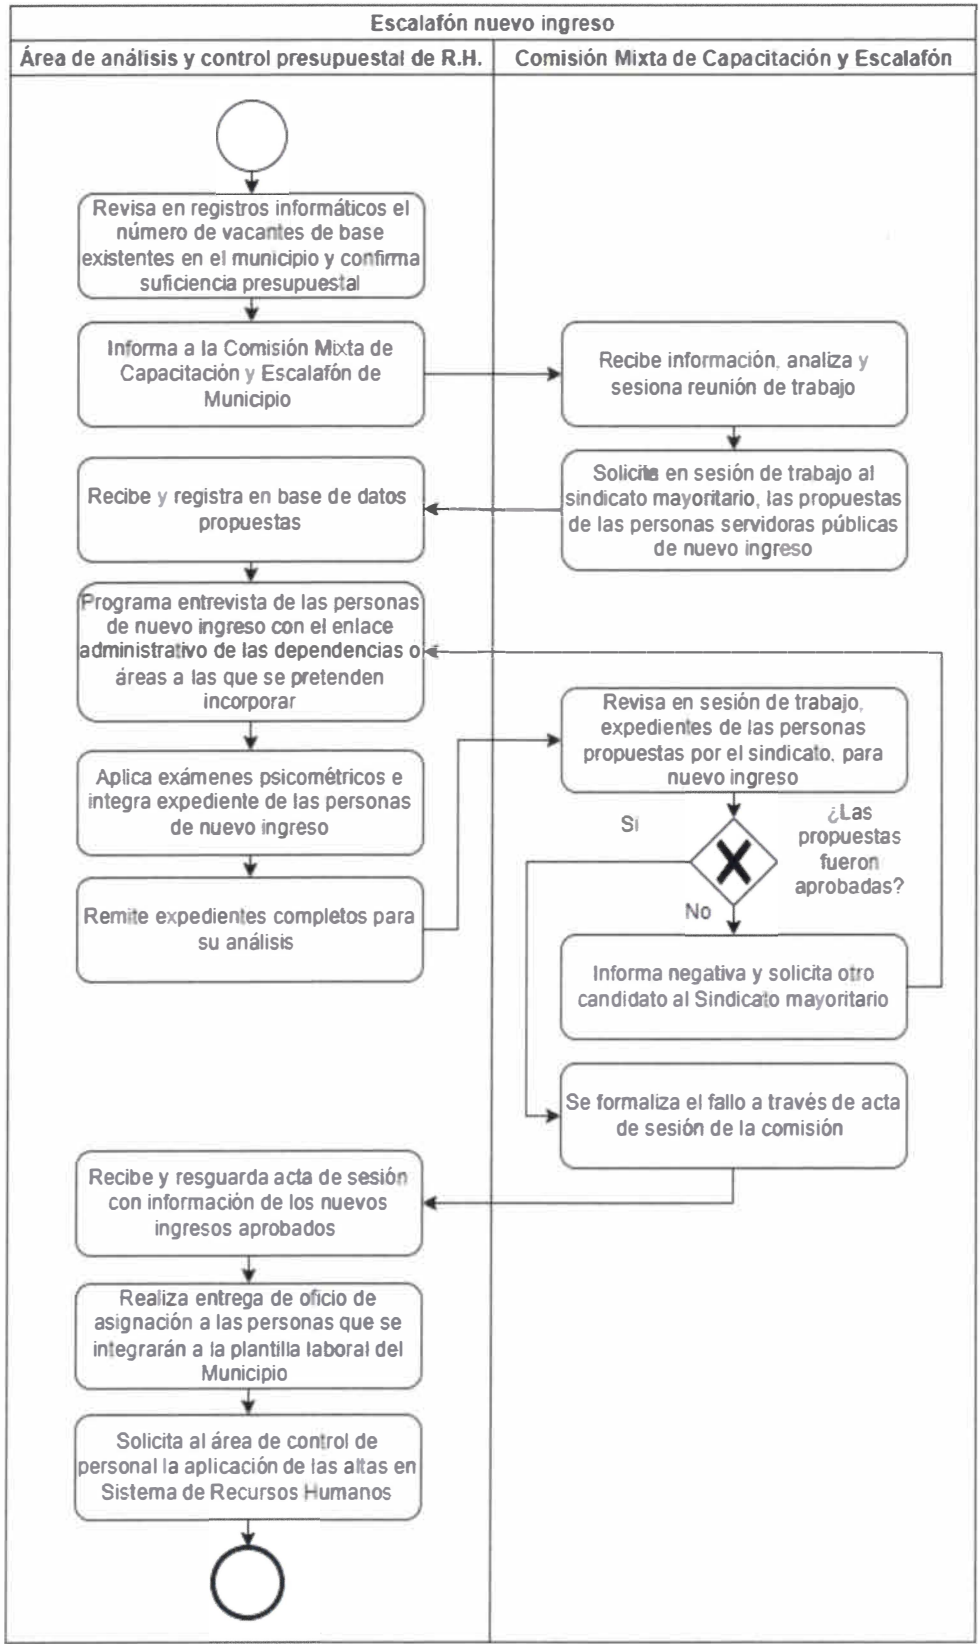 Escalafón nuevo ingreso
Área de análisis y control presupuestal de R.H.
Comisión Mixta de Capacitación y Escalafón
Revisa en registros informáticos el
número de vacantes de base
existentes en el municipio y confirma
suficiencia presupuestal
Informa a la Comisión Mixta de
Capacitación y Escalafón de
Municipio
Recibe información, analiza y
sesiona reunión de trabajo
Solicita en sesión de trabajo al
sindicato mayoritario, las propuestas
de las personas servidoras públicas
de nuevo ingreso
Recibe y registra en base de datos
propuestas
Programa entrevista de las personas
de nuevo ingreso con el enlace
administrativo de las dependencias o
áreas a las que se pretenden
incorporar
Aplica exámenes psicométricos e
integra expediente de las personas
de nuevo ingreso
Remite expedientes completos para
su análisis
Revisa en sesión de trabajo,
expedientes de las personas
propuestas por el sindicato, para
nuevo ingreso
Si
¿Las
propuestas
fueron
aprobadas?
No
Informa negativa y solicita otro
candidato al Sindicato mayoritario
Se formaliza el fallo a través de acta
de sesión de la comisión
Recibe y resguarda acta de sesión
con información de los nuevos
ingresos aprobados
Realiza entrega de oficio de
asignación a las personas que se
integrarán a la plantilla laboral del
Municipio
Solicita al área de control de
personal la aplicación de las altas en
Sistema de Recursos Humanos